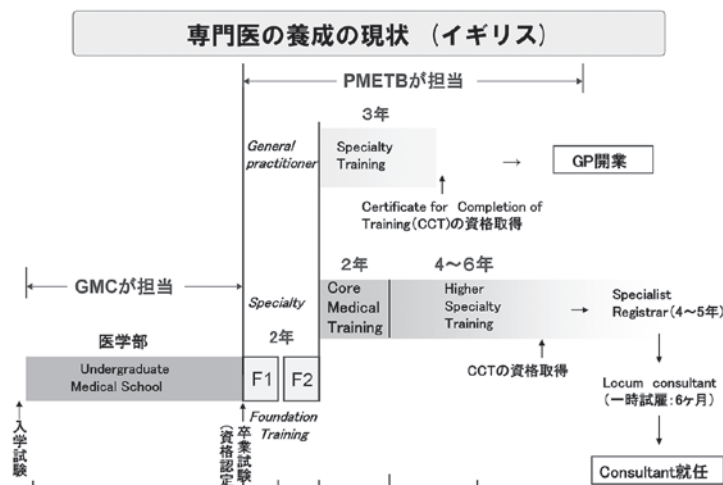 専門医の養成の現状 (イギリス)
PMETBが担当
3年
General
practitioner
Specialty
Training
→
GP開業
Certificate for Completion of
Training(CCT)の資格取得
GMCが担当
2年
4〜6年
Specialty
Core
Medical
Training
Higher
Specialty
Training
→
Specialist
Registrar(4〜5年)
医学部
2年
Undergraduate
Medical School
F1
F2
CCTの資格取得
Locum consultant
(一時試雇:6ヶ月)
Foundation
Training
入学試験
卒業試験
(資格認定
Consultant就任